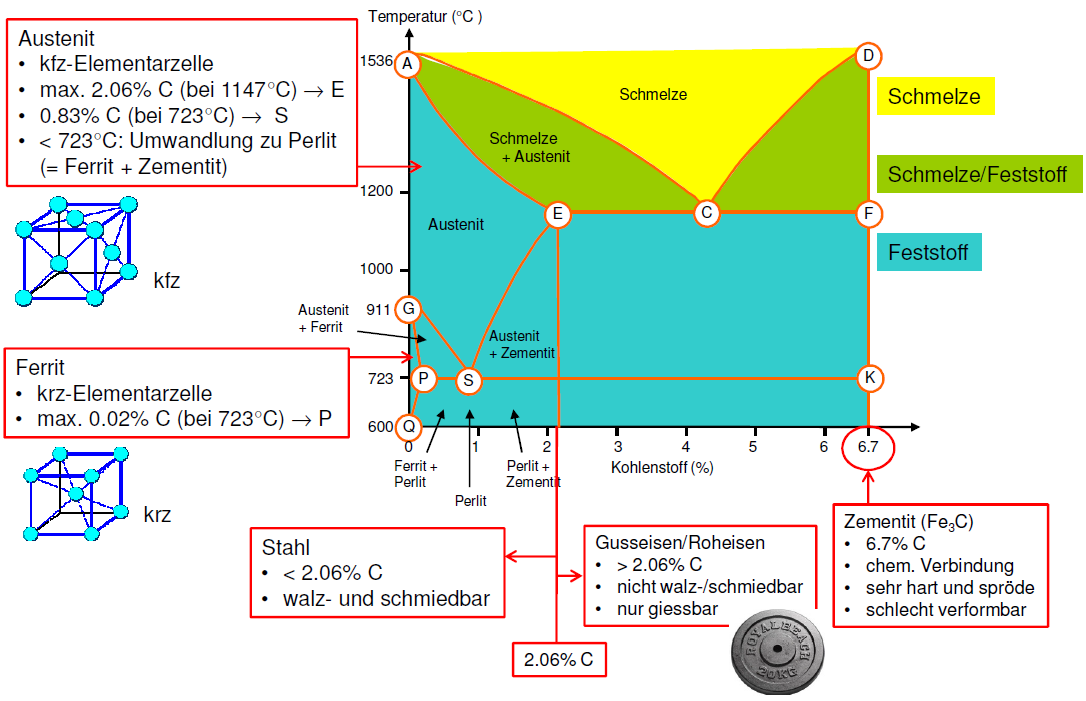 Temperatur (°C)
Austenit
• kfz-Elementarzelle
• max. 2.06% C (bei 1147°C) → E
• 0.83% C (bei 723°C) → S
• < 723°C: Umwandlung zu Perlit
(= Ferrit + Zementit)
kfz
Ferrit
• krz-Elementarzelle
• max. 0.02% C (bei 723°C) → P
krz
1536
1200
1000
911
723
600
A
D
E
C
F
G
P
S
K
Q
Schmelze
Schmelze
+ Austenit
Austenit
Austenit
+ Ferrit
Austenit
+ Zementit
Schmelze
Schmelze/Feststoff
Feststoff
0
1
2
3
4
5
6
6.7
Kohlenstoff (%)
Ferrit +
Perlit
Perlit
Perlit +
Zementit
Stahl
• < 2.06% C
• walz- und schmiedbar
Gusseisen/Roheisen
• > 2.06% C
• nicht walz-/schmiedbar
• nur giessbar
2.06% C
Zementit (Fe₃C)
• 6.7% C
• chem. Verbindung
• sehr hart und spröde
• schlecht verformbar
ROYALBEACH
20KG